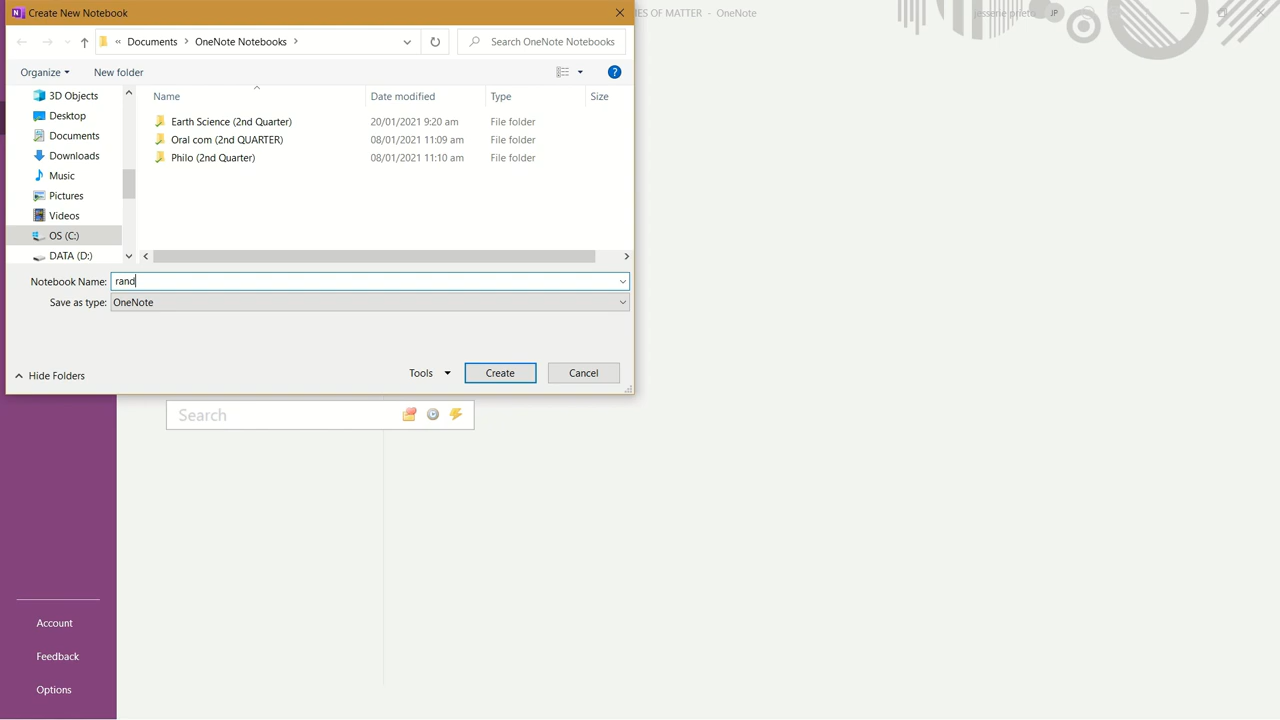 Create New Notebook
IES OF MATTER - OneNote
jesserie prieto JP
« Documents > OneNote Notebooks >
Search OneNote Notebooks
Organize
New folder
?
Name Date modified Type Size
3D Objects
Desktop
Documents
Downloads
Music
Pictures
Videos
OS (C:)
DATA (D:)
Earth Science (2nd Quarter) 20/01/2021 9:20 am File folder
Oral com (2nd QUARTER) 08/01/2021 11:09 am File folder
Philo (2nd Quarter) 08/01/2021 11:10 am File folder
Notebook Name: rand
Save as type: OneNote
Hide Folders
Tools
Create
Cancel
Search
Account
Feedback
Options